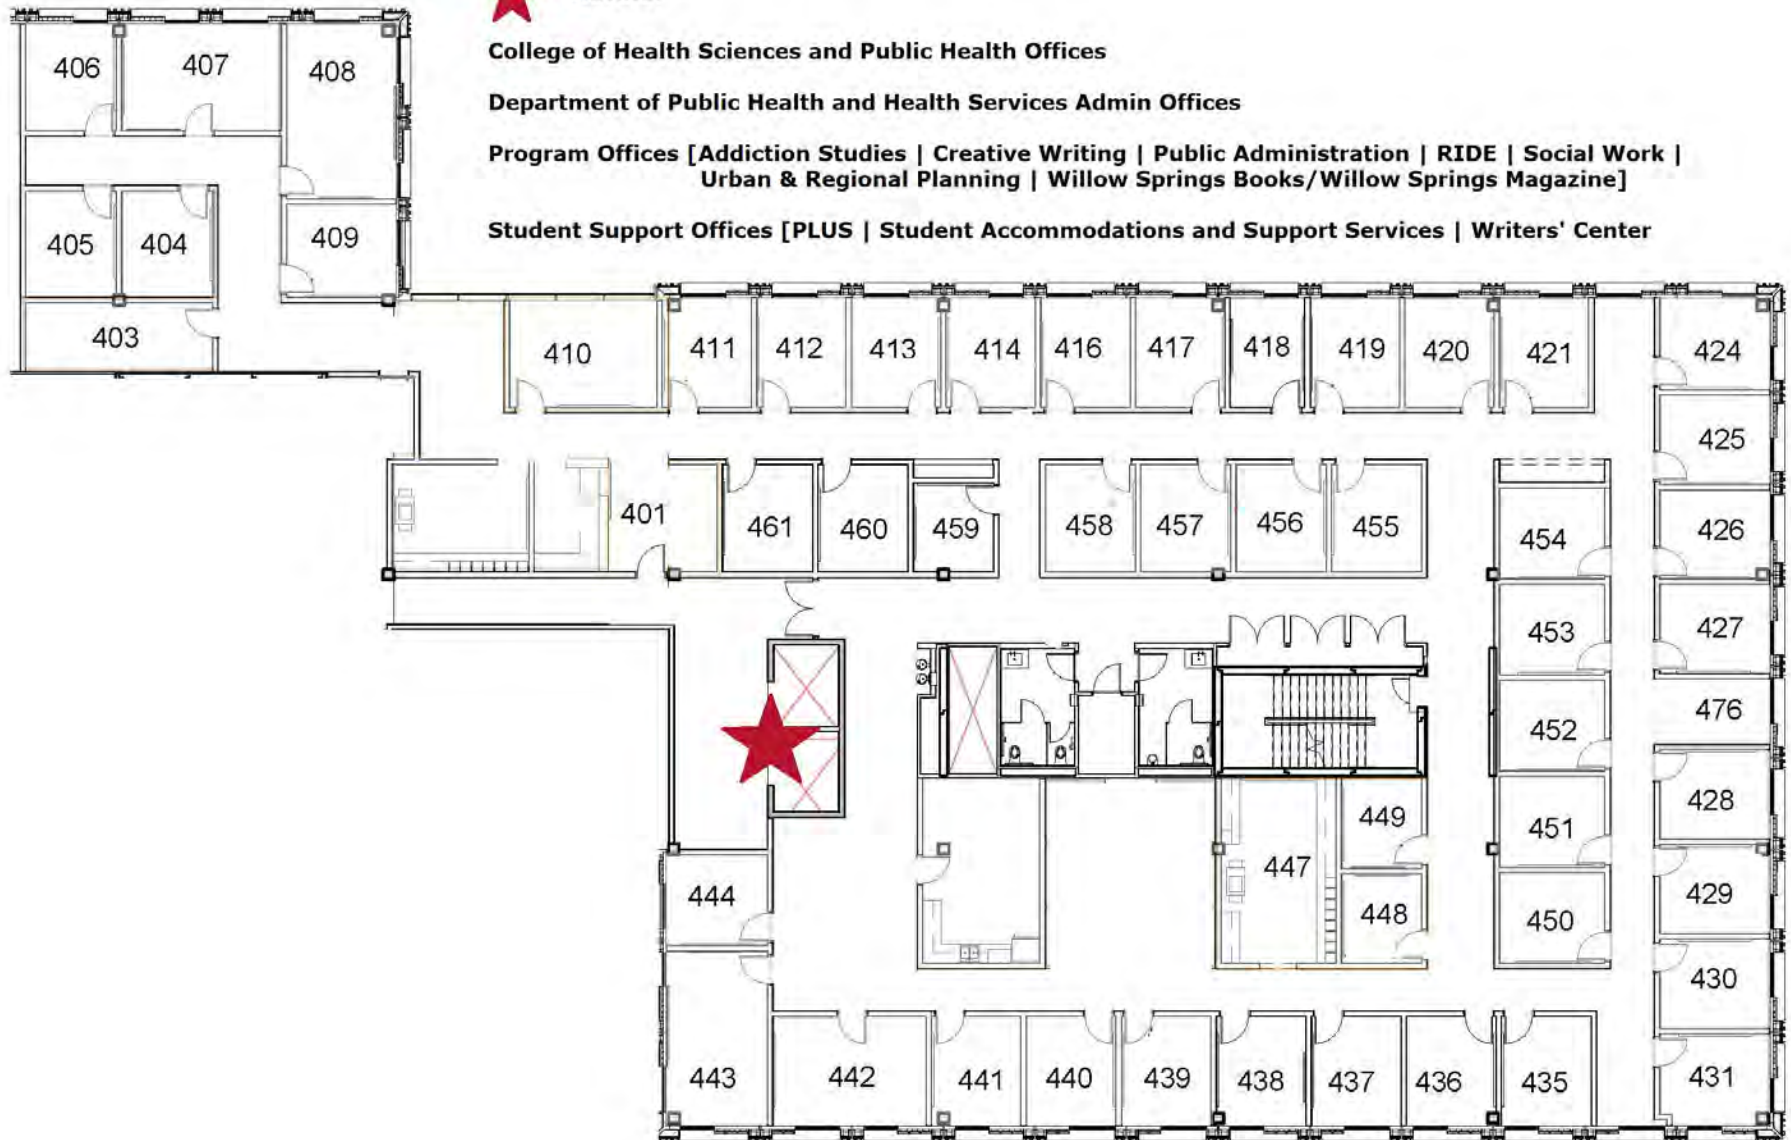 College of Health Sciences and Public Health Offices
Department of Public Health and Health Services Admin Offices
Program Offices [Addiction Studies | Creative Writing | Public Administration | RIDE | Social Work |
Urban & Regional Planning | Willow Springs Books/Willow Springs Magazine]
Student Support Offices [PLUS | Student Accommodations and Support Services | Writers' Center
406 407 408
405 404 409
403
410 411 412 413 414 416 417 418 419 420 421 424
425
401 461 460 459 458 457 456 455 454 426
453 427
452 476
451 428
449
447
448 450 429
444
430
443 442 441 440 439 438 437 436 435 431